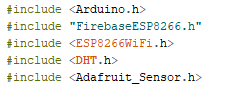 #include <Arduino.h>
#include "FirebaseESP8266.h"
#include <ESP8266WiFi.h>
#include <DHT.h>
#include <Adafruit_Sensor.h>